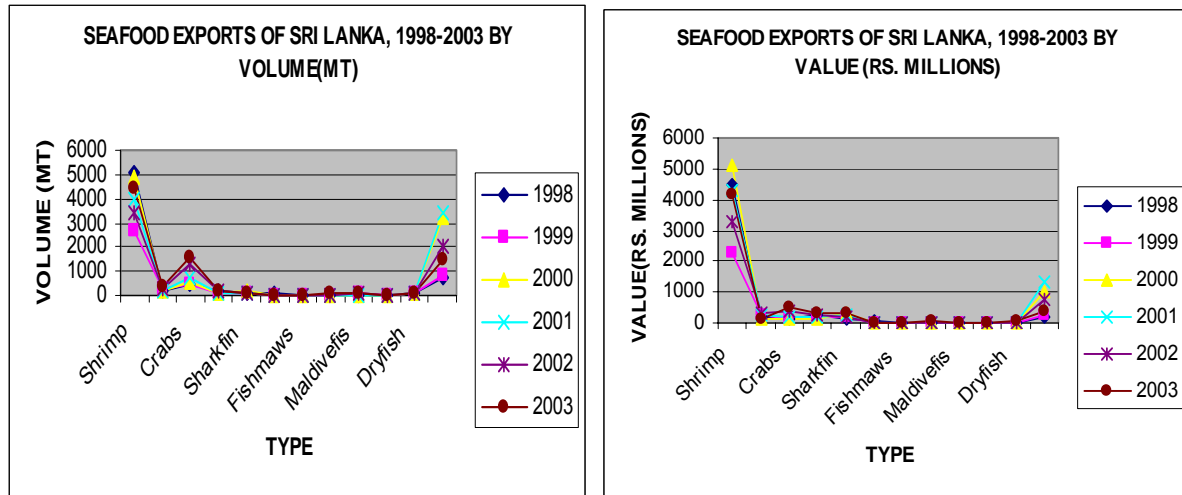 SEAFOOD EXPORTS OF SRI LANKA, 1998-2003 BY
VOLUME(MT)
VOLUME (MT)
6000
5000
4000
3000
2000
1000
0
Shrimp
Crabs
Sharkfin
Fishmaws
Maldivefis
Dryfish
TYPE
1998
1999
2000
2001
2002
2003
SEAFOOD EXPORTS OF SRI LANKA, 1998-2003 BY
VALUE (RS. MILLIONS)
VALUE(RS. MILLIONS)
6000
5000
4000
3000
2000
1000
0
Shrimp
Crabs
Sharkfin
Fishmaws
Maldivefis
Dryfish
TYPE
1998
1999
2000
2001
2002
2003